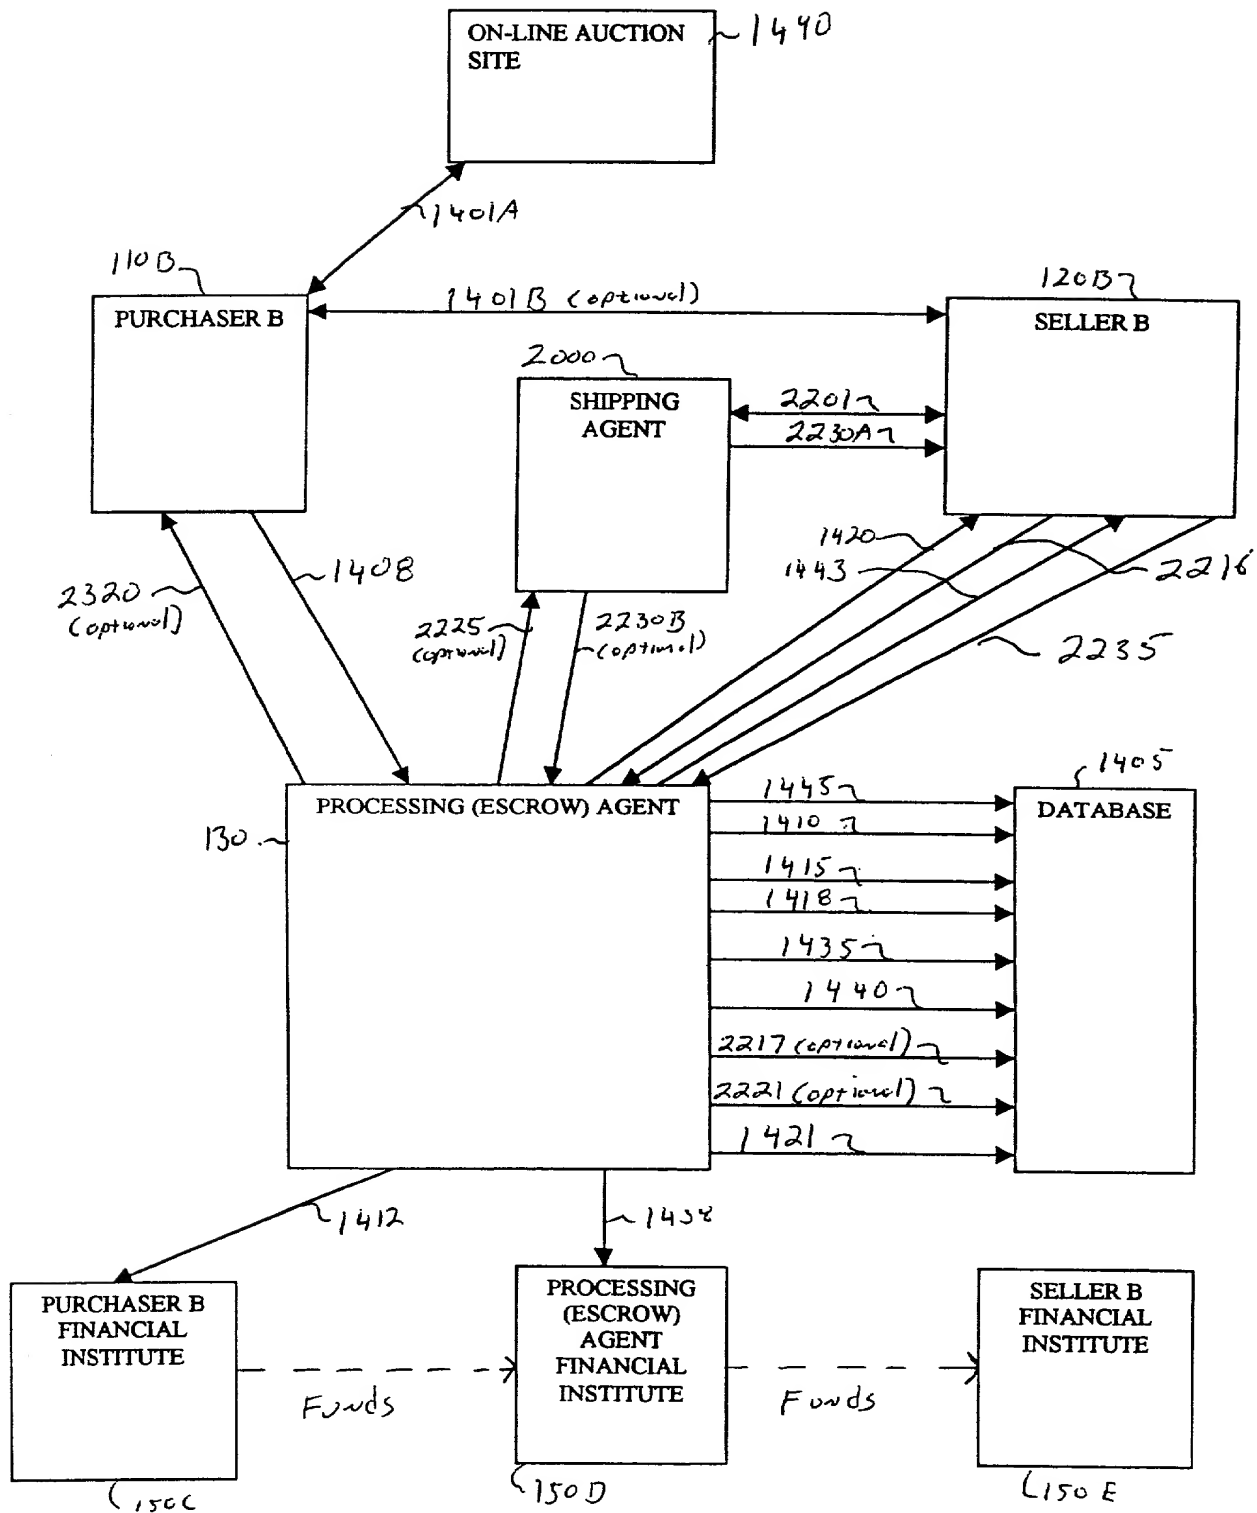 ON-LINE AUCTION
SITE
1440
1401A
110B
1401B (optional)
120B
PURCHASER B
SELLER B
2000
SHIPPING
AGENT
2201
2230A
1420
1443
2216
1408
2320
(optional)
2225
(optional)
2230B
(optional)
2235
1405
130
PROCESSING (ESCROW) AGENT
DATABASE
1445
1410
1415
1418
1435
1440
2217 (optional)
2221 (optional)
1421
1412
1438
PURCHASER B
FINANCIAL
INSTITUTE
PROCESSING
(ESCROW)
AGENT
FINANCIAL
INSTITUTE
SELLER B
FINANCIAL
INSTITUTE
Funds
Funds
150C
150D
150E